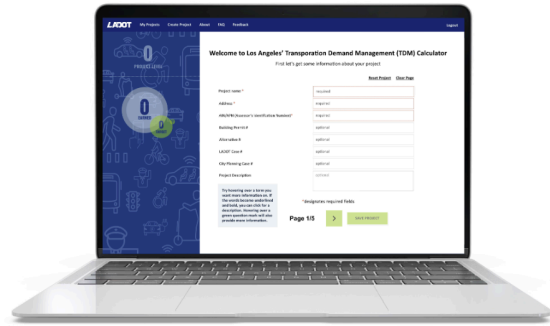 LADOT My Projects Create Project About FAQ Feedback Logout
0
PROJECT LEVEL
0
EARNED
0
Welcome to Los Angeles' Transporation Demand Management (TDM) Calculator
First let's get some information about your project
Reset Project Clear Page
Project name * required
Address * required
AIN/APN (Assessor's Identification Number)* required
Building Permit # optional
Alternative # optional
LADOT Case # optional
City Planning Case # optional
Project Description optional
Try hovering over a term you
want more information on. If
the words become underlined
and bold, you can click for a
description. Hovering over a
green question mark will also
provide more information.
*designates required fields
Page 1/5 > SAVE PROJECT